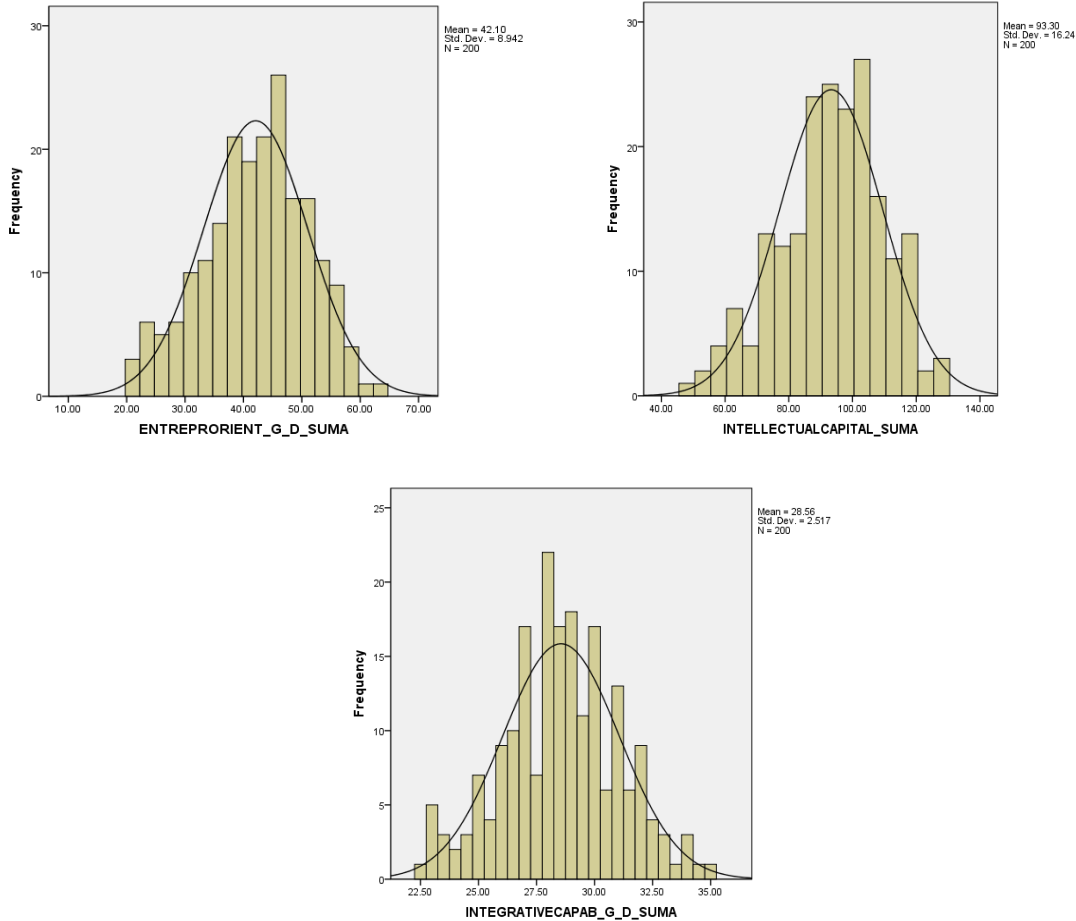 Mean = 42.10
Std. Dev. = 8.942
N = 200
Frequency
30
20
10
0
10.00 20.00 30.00 40.00 50.00 60.00 70.00
ENTREPRORIENT_G_D_SUMA
Mean = 93.30
Std. Dev. = 16.24
N = 200
Frequency
30
20
10
0
40.00 60.00 80.00 100.00 120.00 140.00
INTELLECTUALCAPITAL_SUMA
Mean = 28.56
Std. Dev. = 2.517
N = 200
Frequency
25
20
15
10
5
0
22.50 25.00 27.50 30.00 32.50 35.00
INTEGRATIVECAPAB_G_D_SUMA